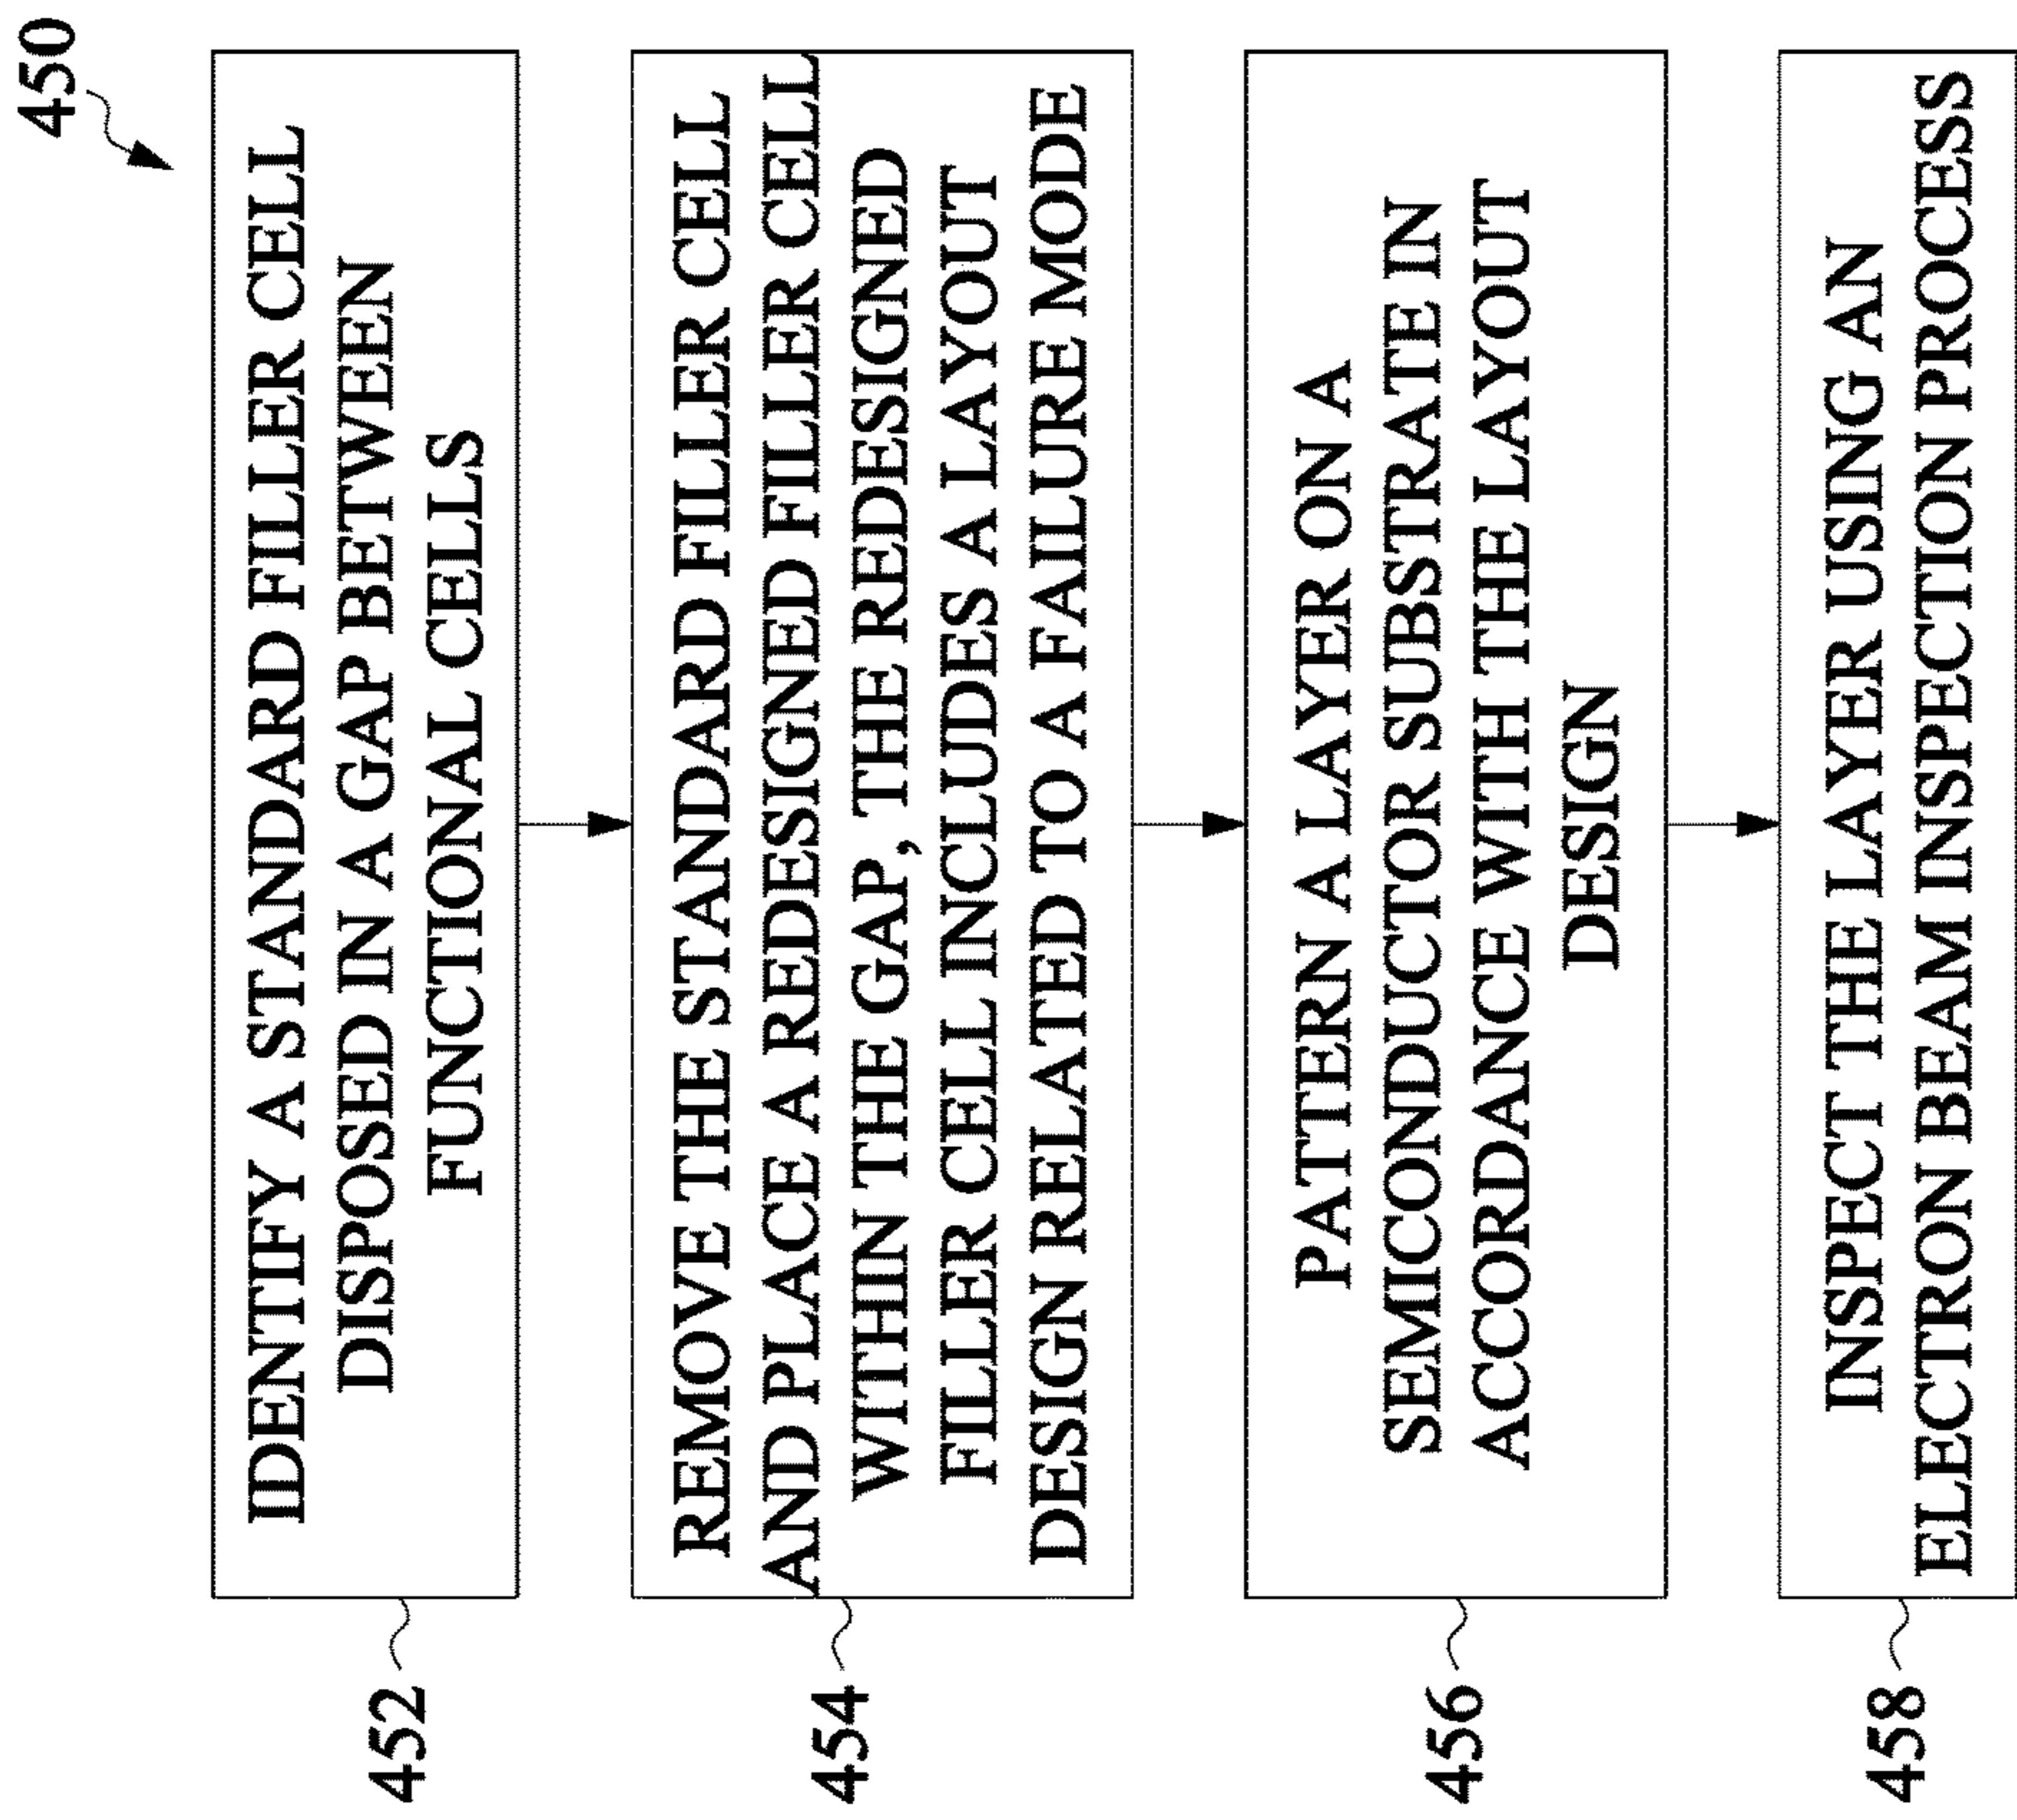 450
452
IDENTIFY A STANDARD FILLER CELL
DISPOSED IN A GAP BETWEEN
FUNCTIONAL CELLS
454
REMOVE THE STANDARD FILLER CELL
AND PLACE A REDESIGNED FILLER CELL
WITHIN THE GAP, THE REDESIGNED
FILLER CELL INCLUDES A LAYOUT
DESIGN RELATED TO A FAILURE MODE
456
PATTERN A LAYER ON A
SEMICONDUCTOR SUBSTRATE IN
ACCORDANCE WITH THE LAYOUT
DESIGN
458
INSPECT THE LAYER USING AN
ELECTRON BEAM INSPECTION PROCESS